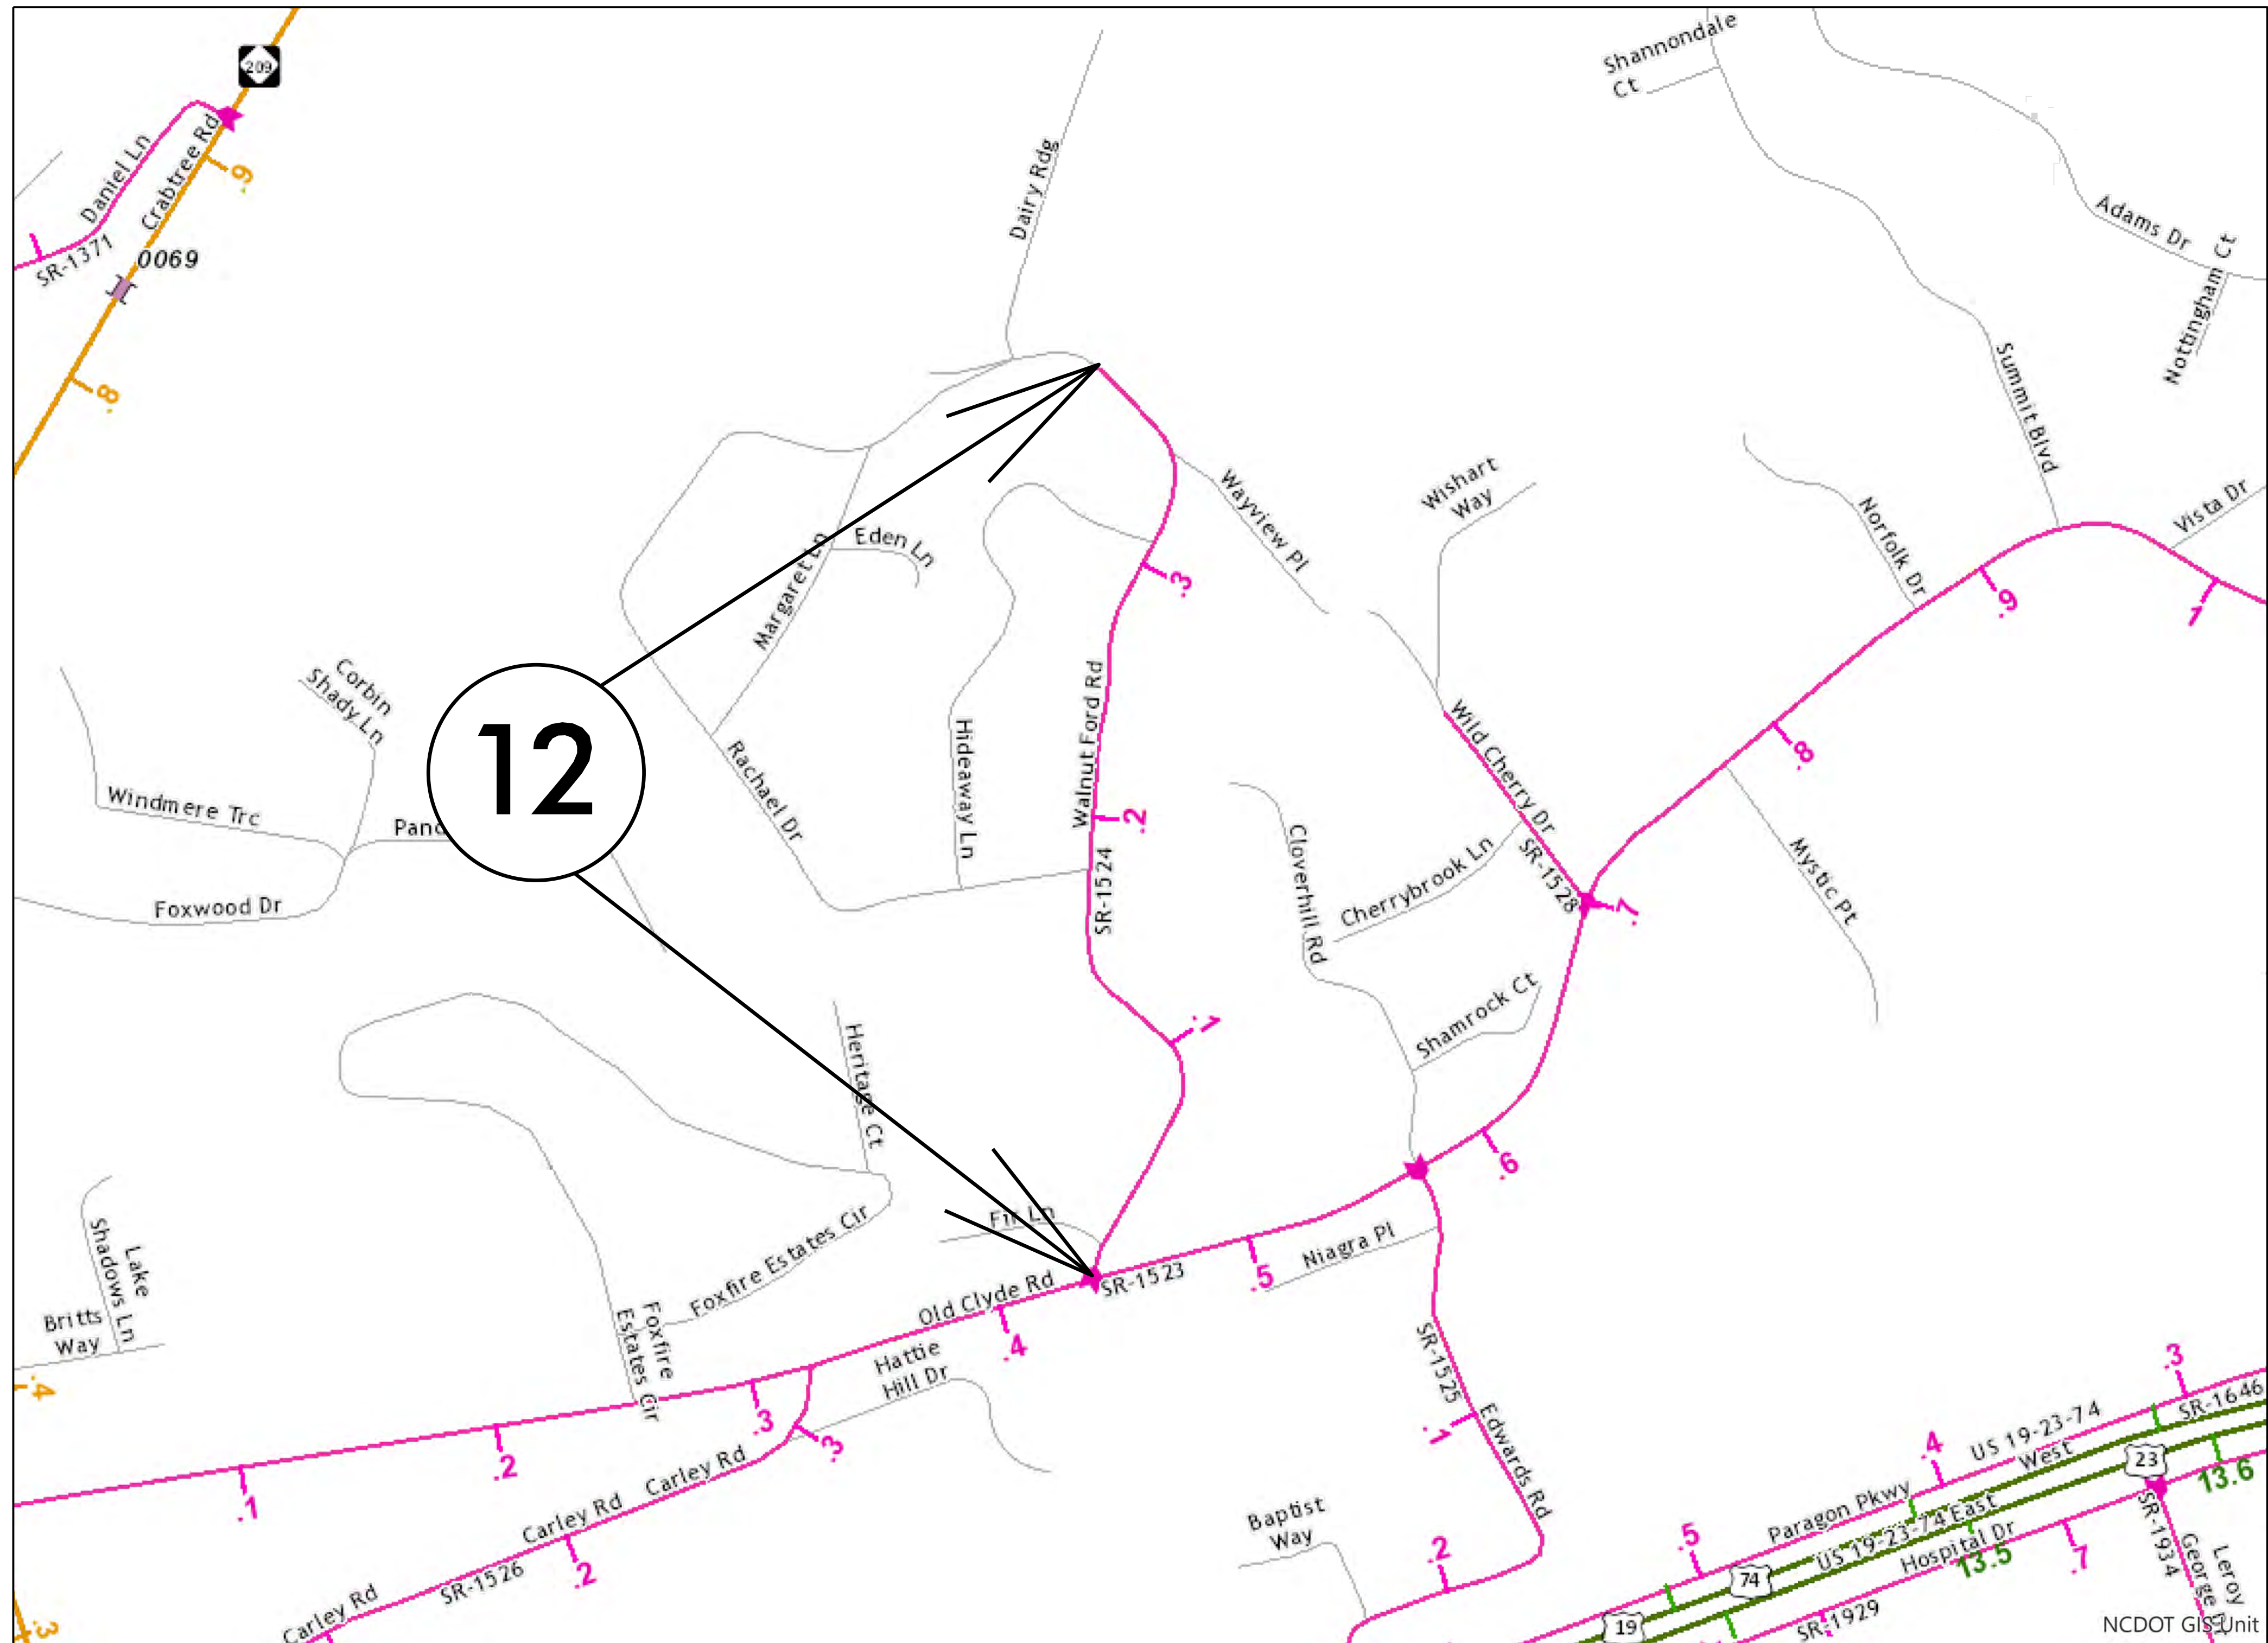 209
Shannondale
Ct
Daniel Ln
Crabtree Rd
.9
SR-1371
0069
.8
Dairy Rdg
Adams Dr
Nottingham Ct
Summit Blvd
Wayview Pl
Wishart
Way
Norfolk Dr
Vista Dr
Eden Ln
Margaret Ln
.3
.9
1
Corbin
Shady Ln
12
Rachael Dr
Hideaway Ln
Walnut Ford Rd
.2
SR-1524
Wild Cherry Dr
SR-1528
.8
Windmere Trc
Foxwood Dr
Cloverhill Rd
Cherrybrook Ln
.7
Mystic Pt
Shamrock Ct
.1
Heritage Ct
.6
Fir Ln
Foxfire Estates Cir
Foxfire
Estates Cir
Lake
Shadows Ln
Britts
Way
.4
Old Clyde Rd
SR-1523
.5
Niagra Pl
.4
Hattie
Hill Dr
.3
.3
.2
.1
Carley Rd
Carley Rd
Carley Rd
SR-1526
.2
.3
SR-1525
.1
Edwards Rd
.2
Baptist
Way
.3
SR-1646
US 19-23-74
West
.4
23
13.6
Paragon Pkwy
.5
US 19-23-74 East
Hospital Dr
13.5
.7
74
19
SR-1929
SR-1934
Leroy
George Dr
NCDOT GIS Unit